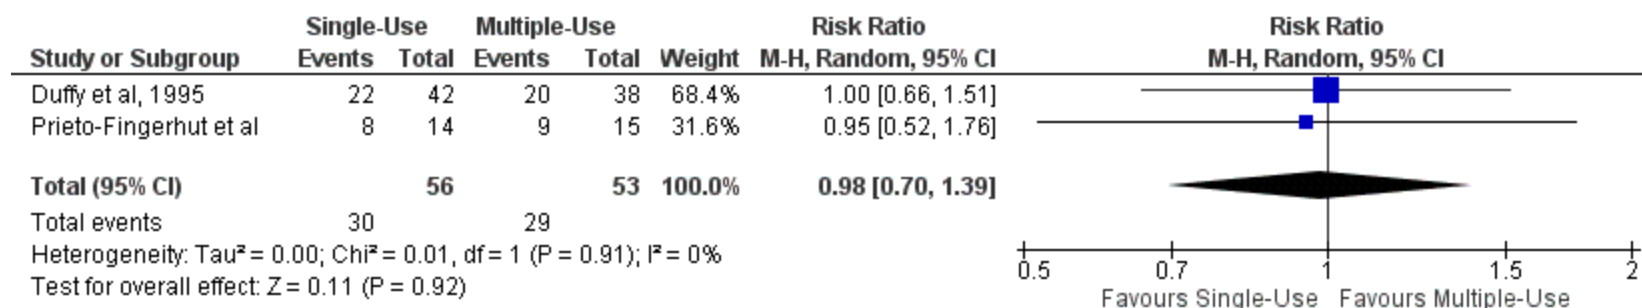 Single-Use Multiple-Use Risk Ratio Risk Ratio
Study or Subgroup Events Total Events Total Weight M-H, Random, 95% CI M-H, Random, 95% CI
Duffy et al, 1995 22 42 20 38 68.4% 1.00 [0.66, 1.51]
Prieto-Fingerhut et al 8 14 9 15 31.6% 0.95 [0.52, 1.76]
Total (95% CI) 56 53 100.0% 0.98 [0.70, 1.39]
Total events 30 29
Heterogeneity: Tau² = 0.00; Chi² = 0.01, df = 1 (P = 0.91); I² = 0%
Test for overall effect: Z = 0.11 (P = 0.92)
0.5 0.7 1 1.5 2
Favours Single-Use Favours Multiple-Use